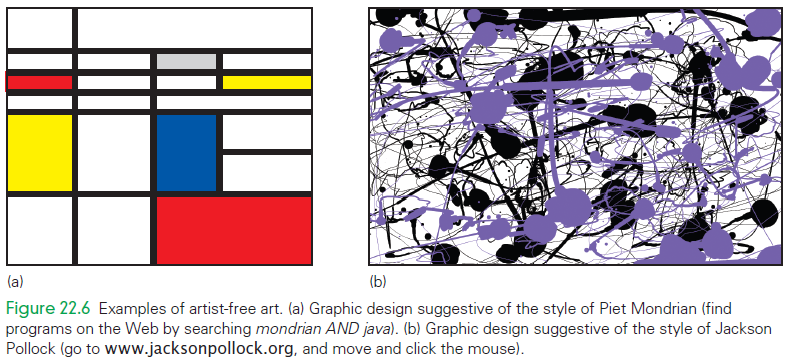 (a)
(b)
Figure 22.6 Examples of artist-free art. (a) Graphic design suggestive of the style of Piet Mondrian (find
programs on the Web by searching mondrian AND java). (b) Graphic design suggestive of the style of Jackson
Pollock (go to www.jacksonpollock.org, and move and click the mouse).